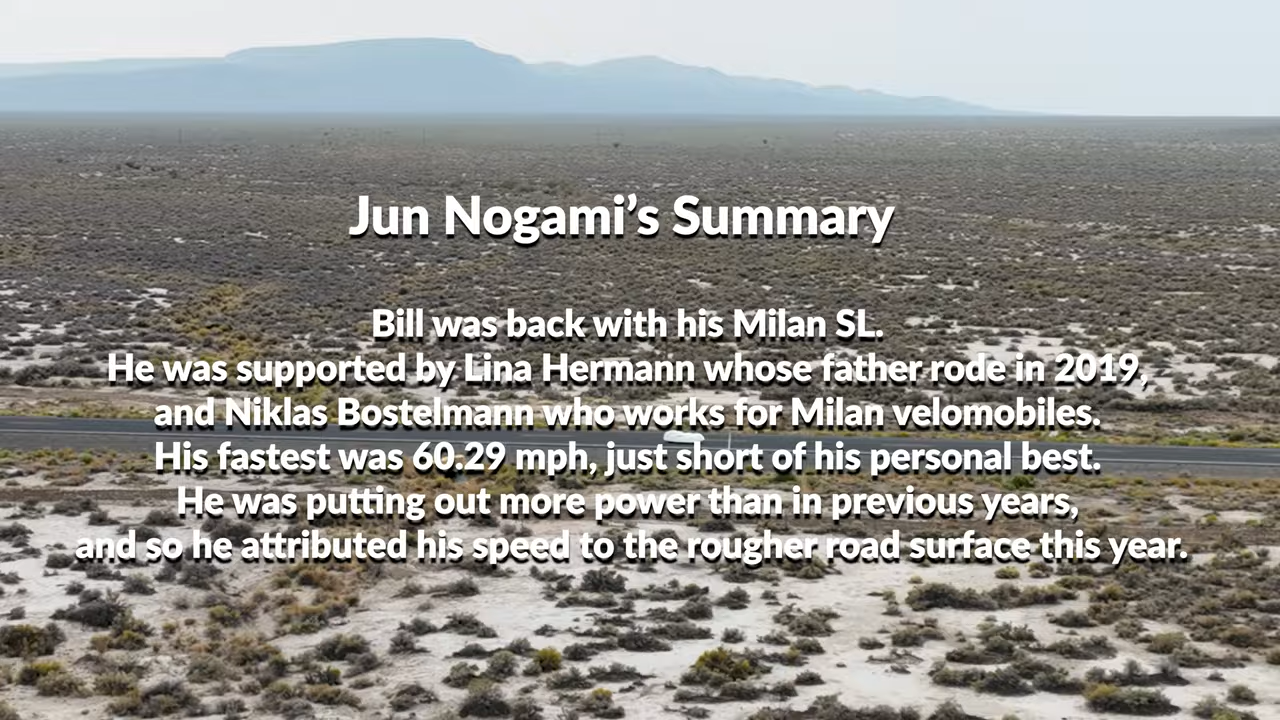 Jun Nogami’s Summary
Bill was back with his Milan SL.
He was supported by Lina Hermann whose father rode in 2019,
and Niklas Bostelmann who works for Milan velomobiles.
His fastest was 60.29 mph, just short of his personal best.
He was putting out more power than in previous years,
and so he attributed his speed to the rougher road surface this year.